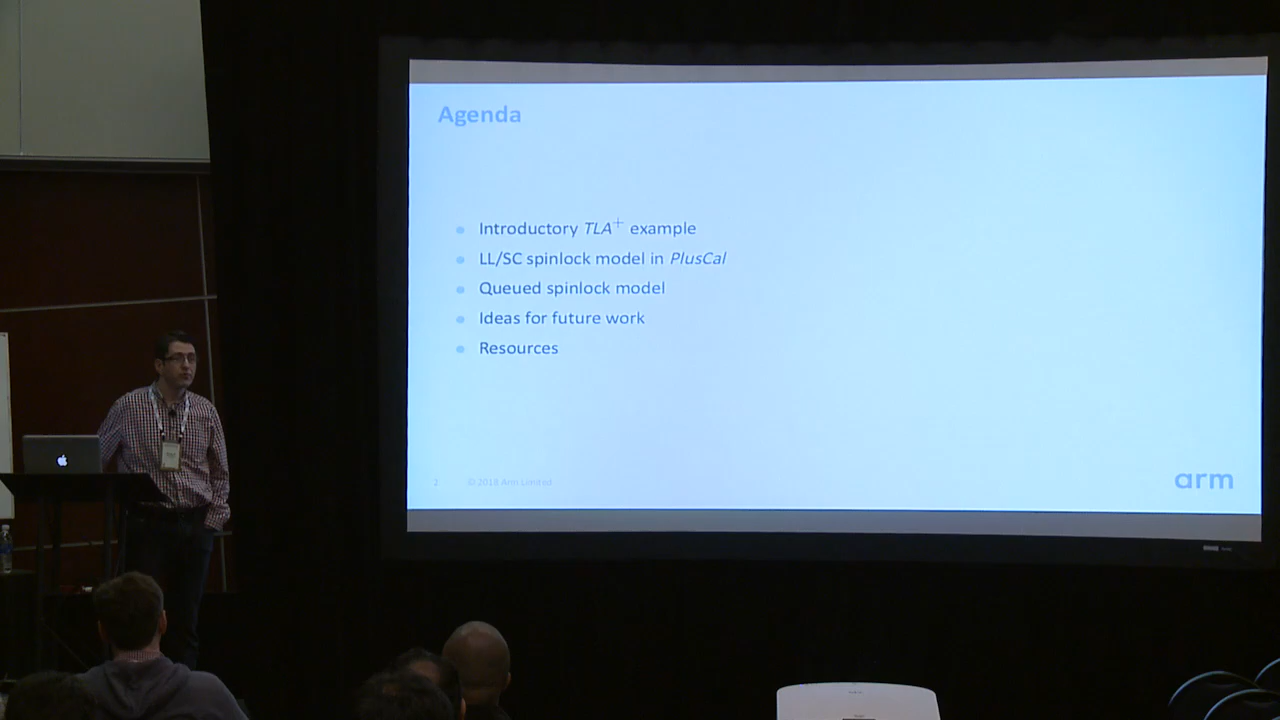 Agenda
Introductory TLA+ example
LL/SC spinlock model in PlusCal
Queued spinlock model
Ideas for future work
Resources
2 © 2018 Arm Limited
arm